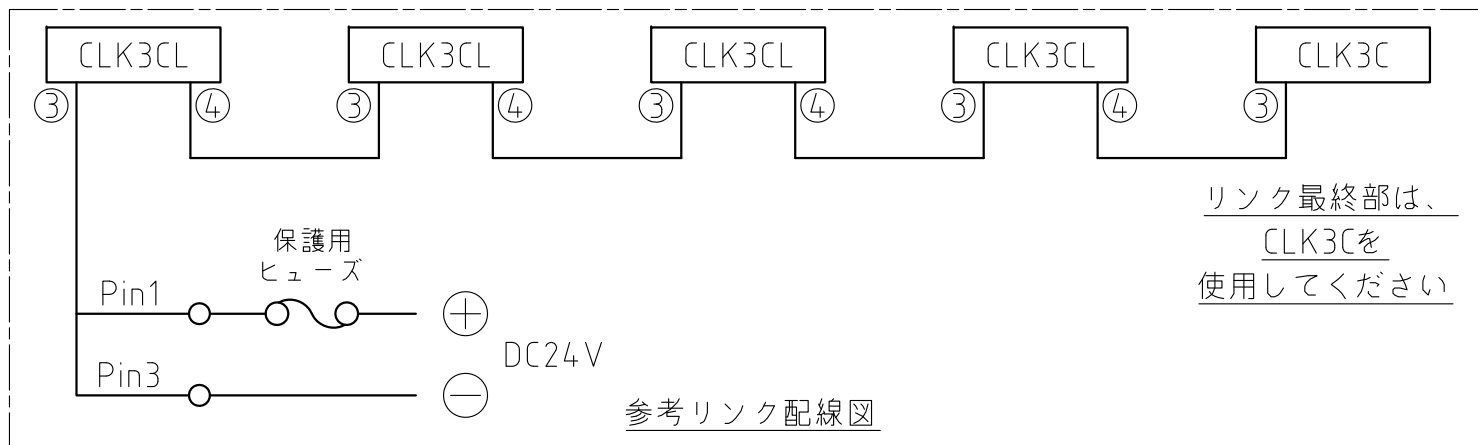 CLK3CL CLK3CL CLK3CL CLK3CL CLK3C
③ ④ ③ ④ ③ ④ ③ ④ ③
リンク最終部は、
CLK3Cを
使用してください
保護用
ヒューズ
Pin1
DC24V
Pin3
参考リンク配線図